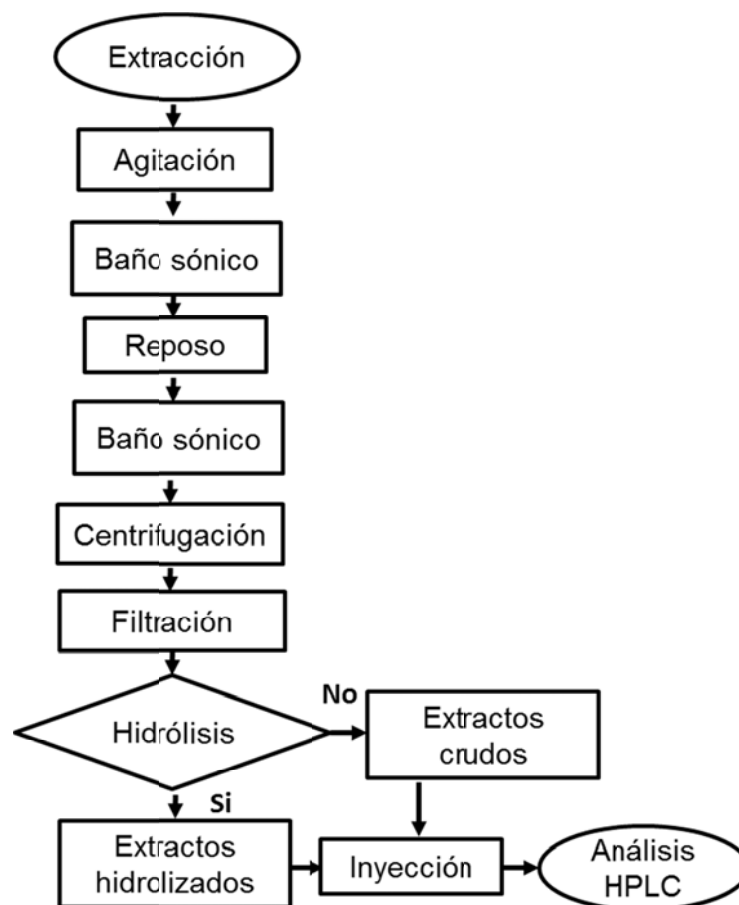 Extracción
Agitación
Baño sónico
Reposo
Baño sónico
Centrifugación
Filtración
Hidrólisis
No
Extractos
crudos
Si
Extractos
hidrolizados
Inyección
Análisis
HPLC